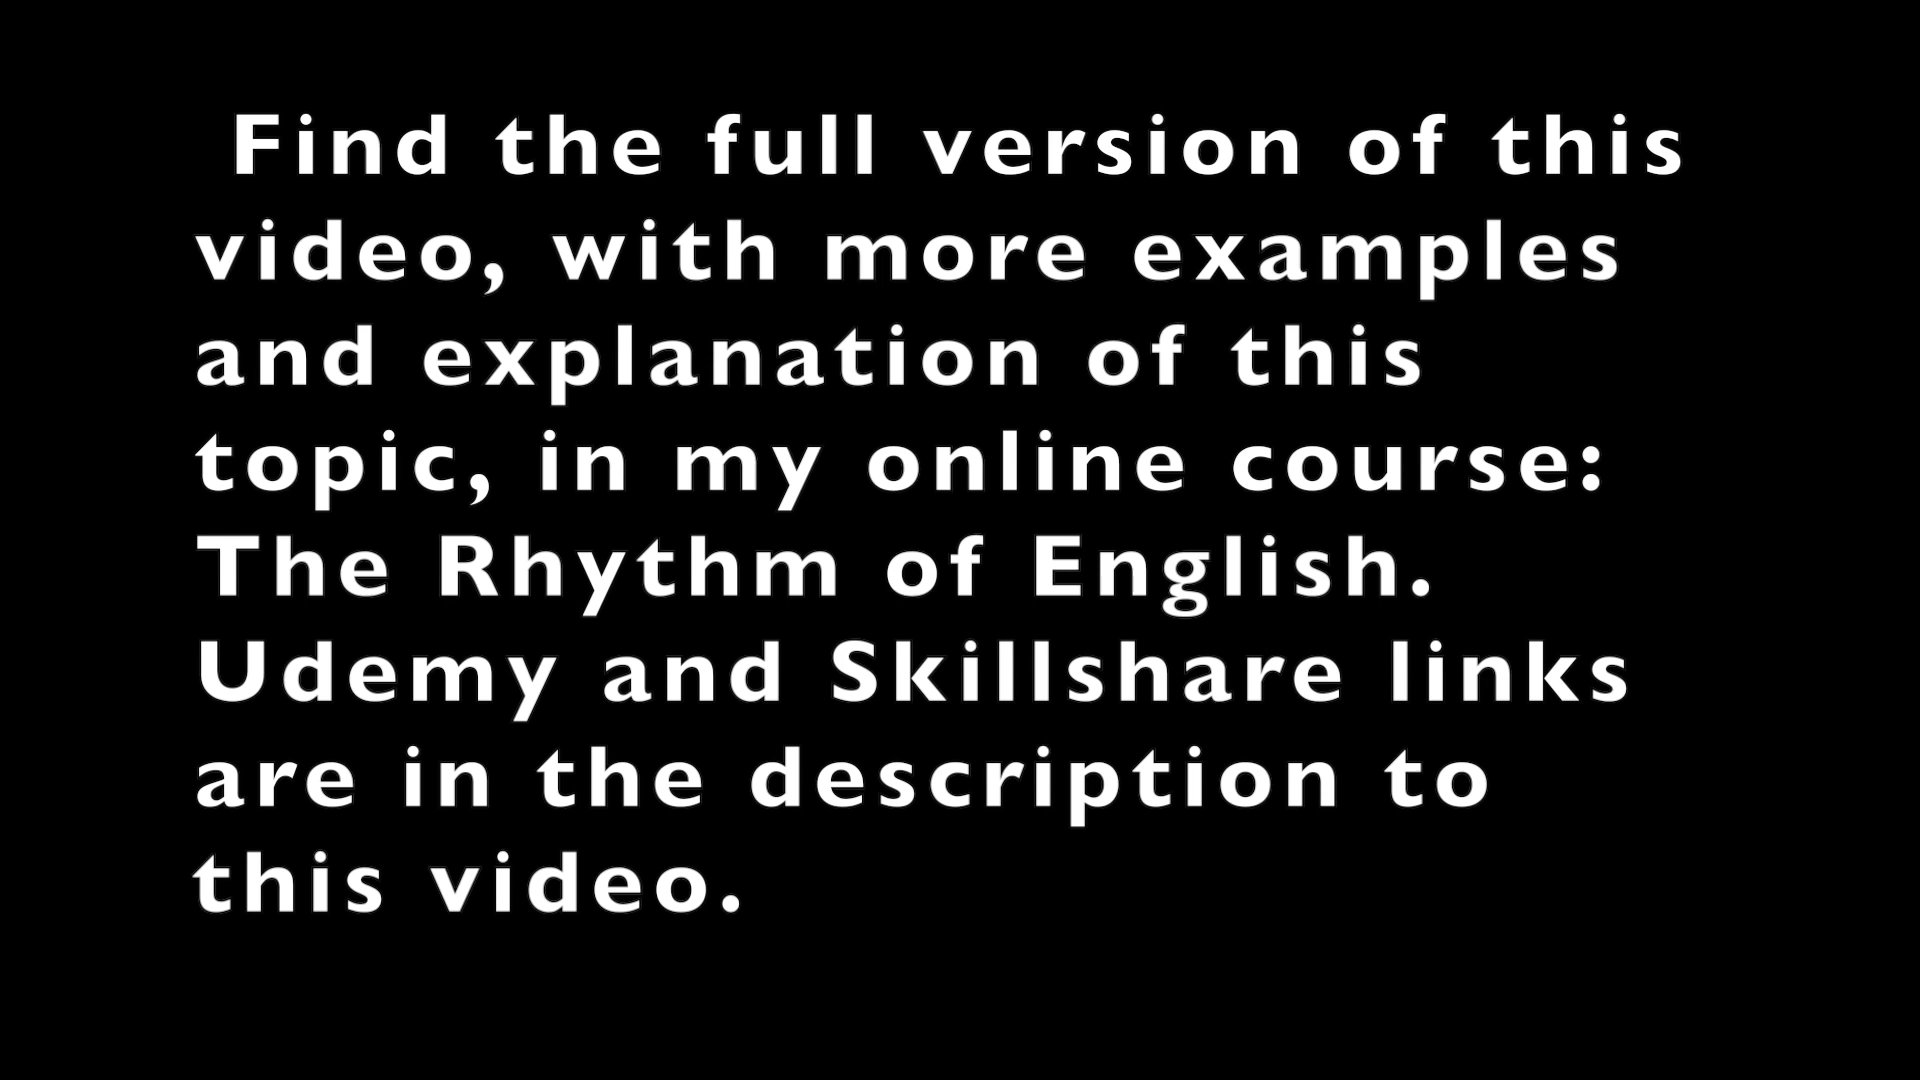 Find the full version of this
video, with more examples
and explanation of this
topic, in my online course:
The Rhythm of English.
Udemy and Skillshare links
are in the description to
this video.